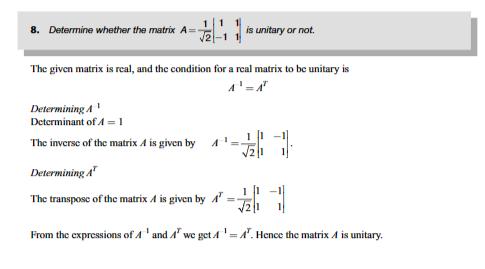 8. Determine whether the matrix A = 1/√2 [1 1; −1 1] is unitary or not.
The given matrix is real, and the condition for a real matrix to be unitary is
A⁻¹ = Aᵀ
Determining A⁻¹
Determinant of A = 1
The inverse of the matrix A is given by A⁻¹ = 1/√2 [1 −1; 1 1].
Determining Aᵀ
The transpose of the matrix A is given by Aᵀ = 1/√2 [1 −1; 1 1]
From the expressions of A⁻¹ and Aᵀ we get A⁻¹ = Aᵀ. Hence the matrix A is unitary.